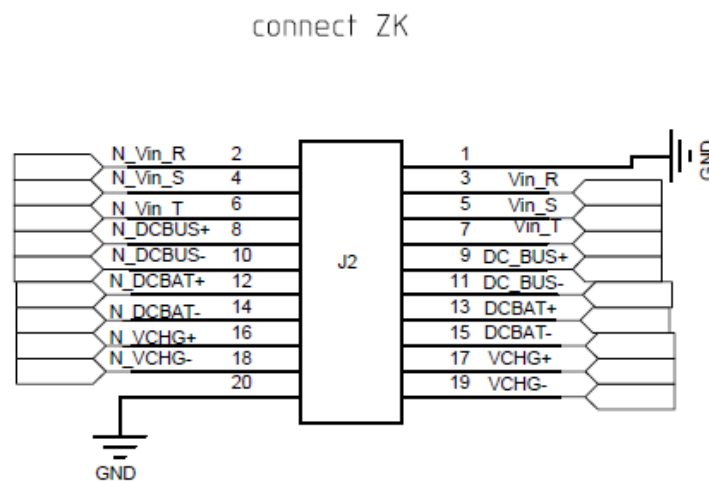 connect ZK
N_Vin_R 2 1 GND
N_Vin_S 4 3 Vin_R
N_Vin_T 6 5 Vin_S
N_DCBUS+ 8 7 Vin_T
N_DCBUS- 10 9 DC_BUS+
J2
N_DCBAT+ 12 11 DC_BUS-
N_DCBAT- 14 13 DCBAT+
N_VCHG+ 16 15 DCBAT-
N_VCHG- 18 17 VCHG+
20 19 VCHG-
GND